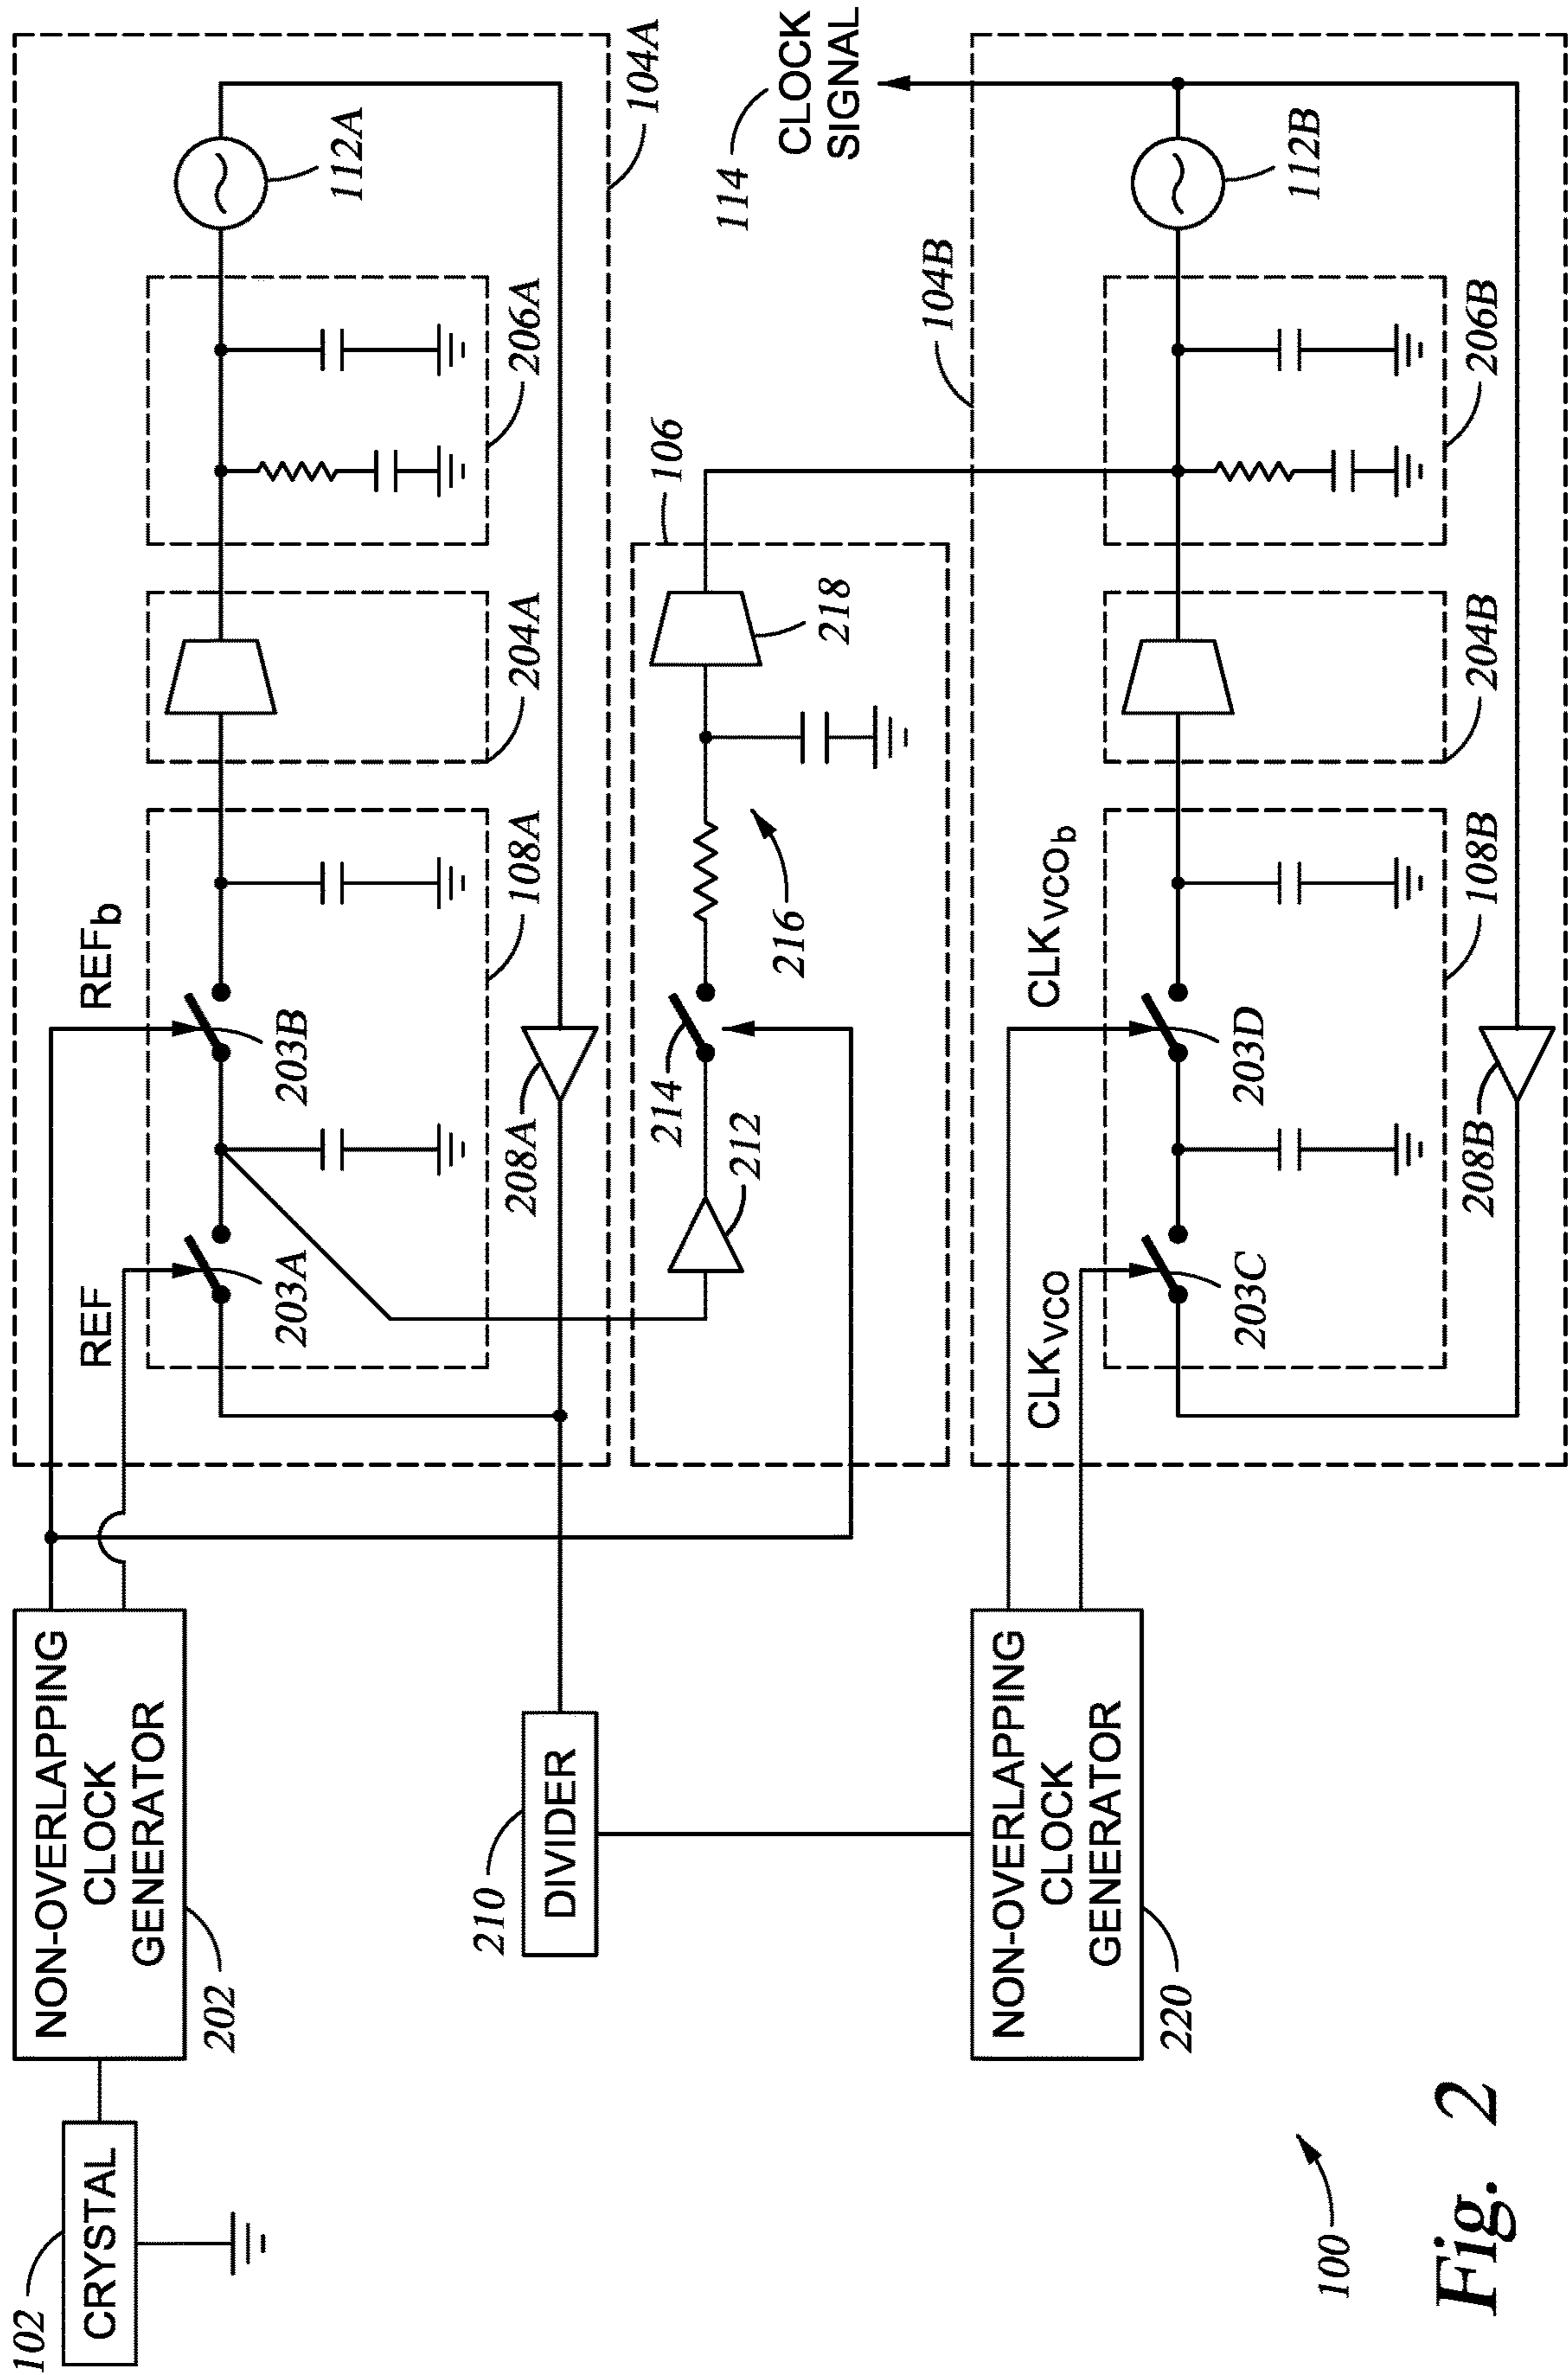 102
CRYSTAL
NON-OVERLAPPING
CLOCK
GENERATOR
202
REF
REFb
203A
203B
108A
204A
206A
112A
104A
208A
210
DIVIDER
212
214
216
218
106
114
CLOCK
SIGNAL
104B
NON-OVERLAPPING
CLOCK
GENERATOR
220
CLKVCO
CLKVCOb
203C
203D
108B
204B
206B
112B
208B
100
Fig. 2